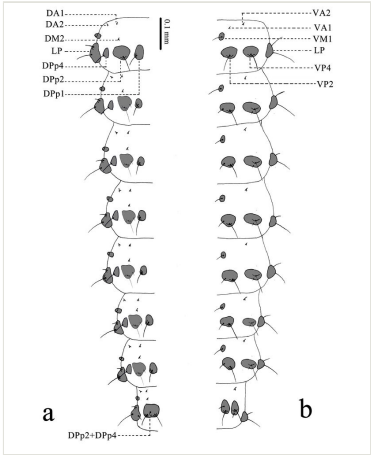 DA1
DA2
DM2
LP
DPp4
DPp2
DPp1
0.1 mm
VA2
VA1
VM1
LP
VP4
VP2
a
b
DPp2+DPp4